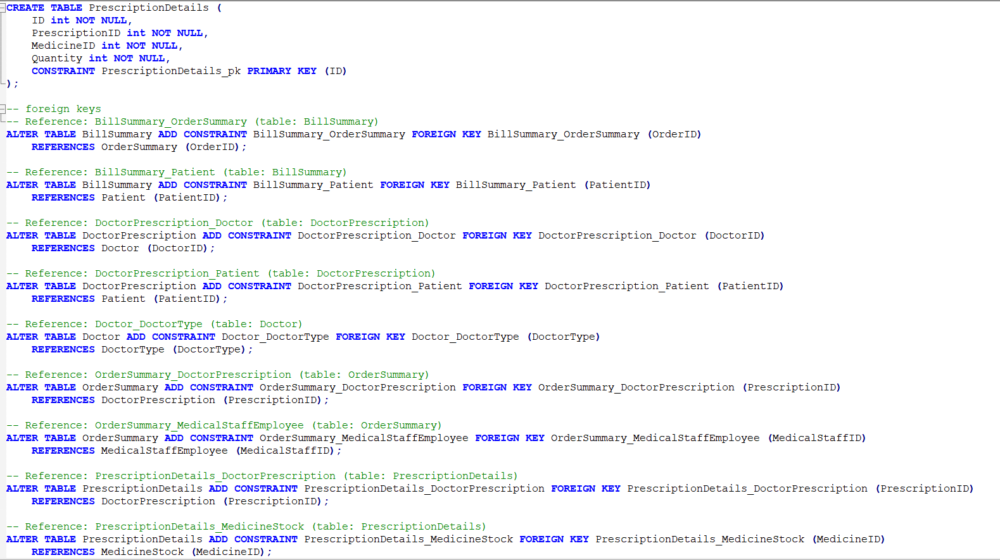 CREATE TABLE PrescriptionDetails (
    ID int NOT NULL,
    PrescriptionID int NOT NULL,
    MedicineID int NOT NULL,
    Quantity int NOT NULL,
    CONSTRAINT PrescriptionDetails_pk PRIMARY KEY (ID)
);

-- foreign keys
-- Reference: BillSummary_OrderSummary (table: BillSummary)
ALTER TABLE BillSummary ADD CONSTRAINT BillSummary_OrderSummary FOREIGN KEY BillSummary_OrderSummary (OrderID)
    REFERENCES OrderSummary (OrderID);

-- Reference: BillSummary_Patient (table: BillSummary)
ALTER TABLE BillSummary ADD CONSTRAINT BillSummary_Patient FOREIGN KEY BillSummary_Patient (PatientID)
    REFERENCES Patient (PatientID);

-- Reference: DoctorPrescription_Doctor (table: DoctorPrescription)
ALTER TABLE DoctorPrescription ADD CONSTRAINT DoctorPrescription_Doctor FOREIGN KEY DoctorPrescription_Doctor (DoctorID)
    REFERENCES Doctor (DoctorID);

-- Reference: DoctorPrescription_Patient (table: DoctorPrescription)
ALTER TABLE DoctorPrescription ADD CONSTRAINT DoctorPrescription_Patient FOREIGN KEY DoctorPrescription_Patient (PatientID)
    REFERENCES Patient (PatientID);

-- Reference: Doctor_DoctorType (table: Doctor)
ALTER TABLE Doctor ADD CONSTRAINT Doctor_DoctorType FOREIGN KEY Doctor_DoctorType (DoctorType)
    REFERENCES DoctorType (DoctorType);

-- Reference: OrderSummary_DoctorPrescription (table: OrderSummary)
ALTER TABLE OrderSummary ADD CONSTRAINT OrderSummary_DoctorPrescription FOREIGN KEY OrderSummary_DoctorPrescription (PrescriptionID)
    REFERENCES DoctorPrescription (PrescriptionID);

-- Reference: OrderSummary_MedicalStaffEmployee (table: OrderSummary)
ALTER TABLE OrderSummary ADD CONSTRAINT OrderSummary_MedicalStaffEmployee FOREIGN KEY OrderSummary_MedicalStaffEmployee (MedicalStaffID)
    REFERENCES MedicalStaffEmployee (MedicalStaffID);

-- Reference: PrescriptionDetails_DoctorPrescription (table: PrescriptionDetails)
ALTER TABLE PrescriptionDetails ADD CONSTRAINT PrescriptionDetails_DoctorPrescription FOREIGN KEY PrescriptionDetails_DoctorPrescription (PrescriptionID)
    REFERENCES DoctorPrescription (PrescriptionID);

-- Reference: PrescriptionDetails_MedicineStock (table: PrescriptionDetails)
ALTER TABLE PrescriptionDetails ADD CONSTRAINT PrescriptionDetails_MedicineStock FOREIGN KEY PrescriptionDetails_MedicineStock (MedicineID)
    REFERENCES MedicineStock (MedicineID);